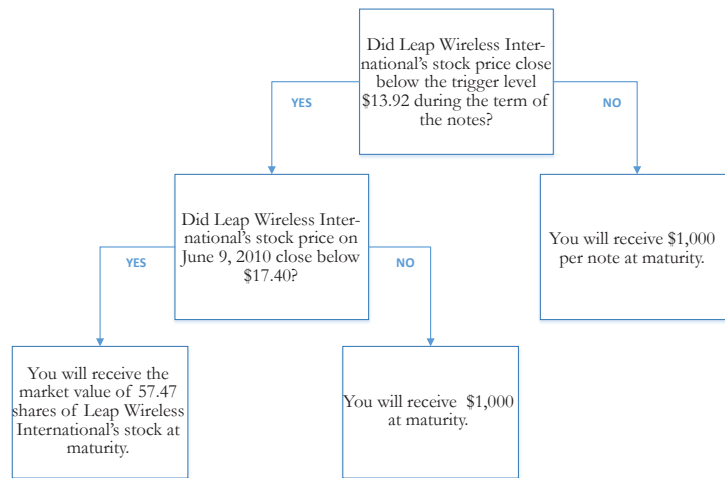 Did Leap Wireless Inter-
national’s stock price close
below the trigger level
$13.92 during the term of
the notes?
YES
NO
Did Leap Wireless Inter-
national’s stock price on
June 9, 2010 close below
$17.40?
You will receive $1,000
per note at maturity.
YES
NO
You will receive the
market value of 57.47
shares of Leap Wireless
International’s stock at
maturity.
You will receive $1,000
at maturity.